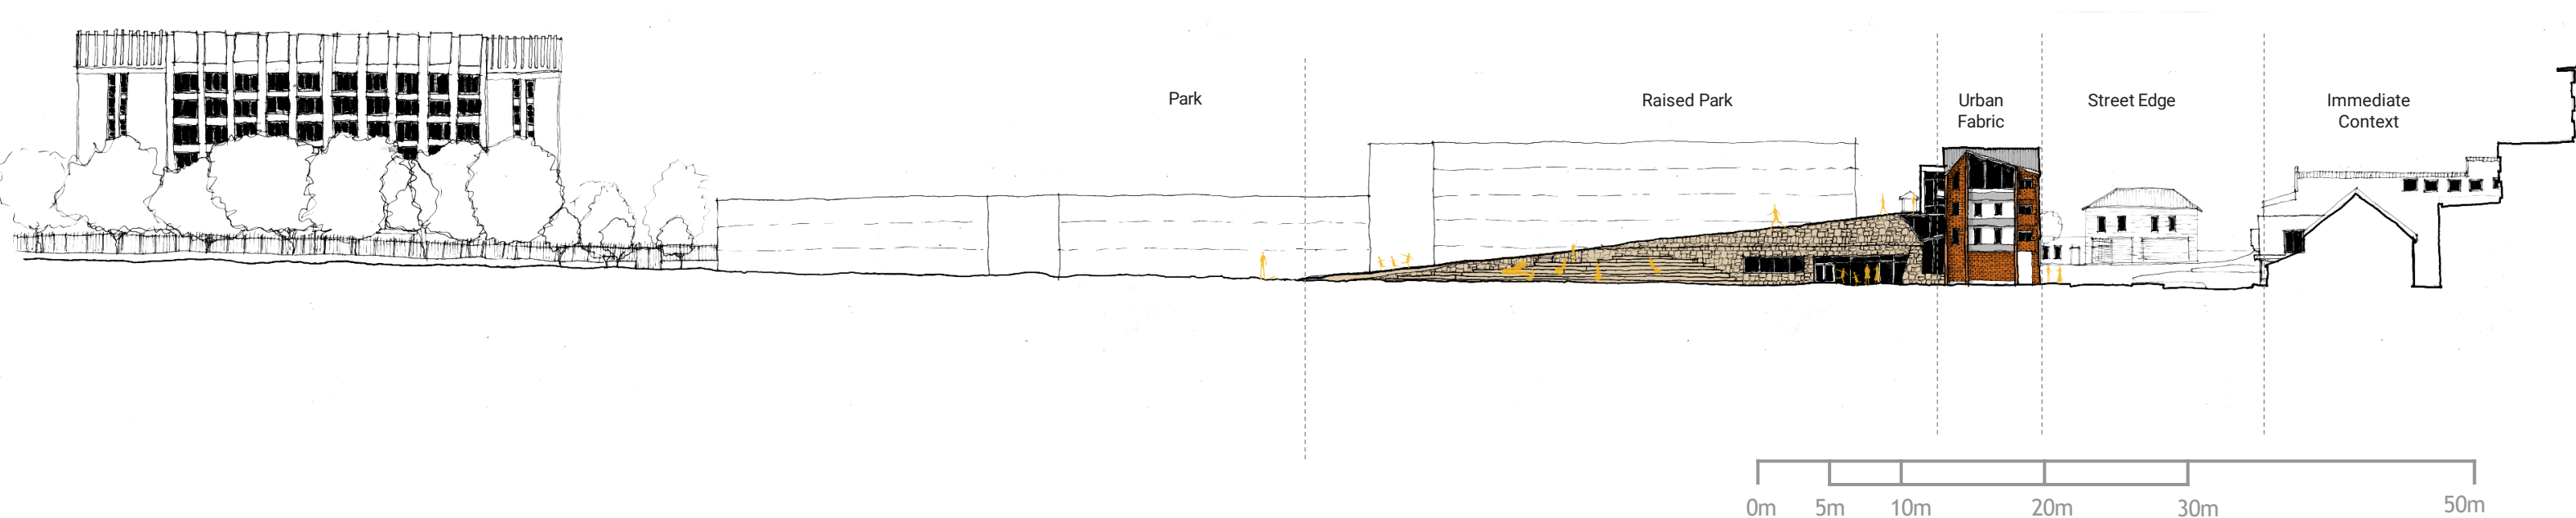 Park
Raised Park
Urban
Fabric
Street Edge
Immediate
Context
0m
5m
10m
20m
30m
50m